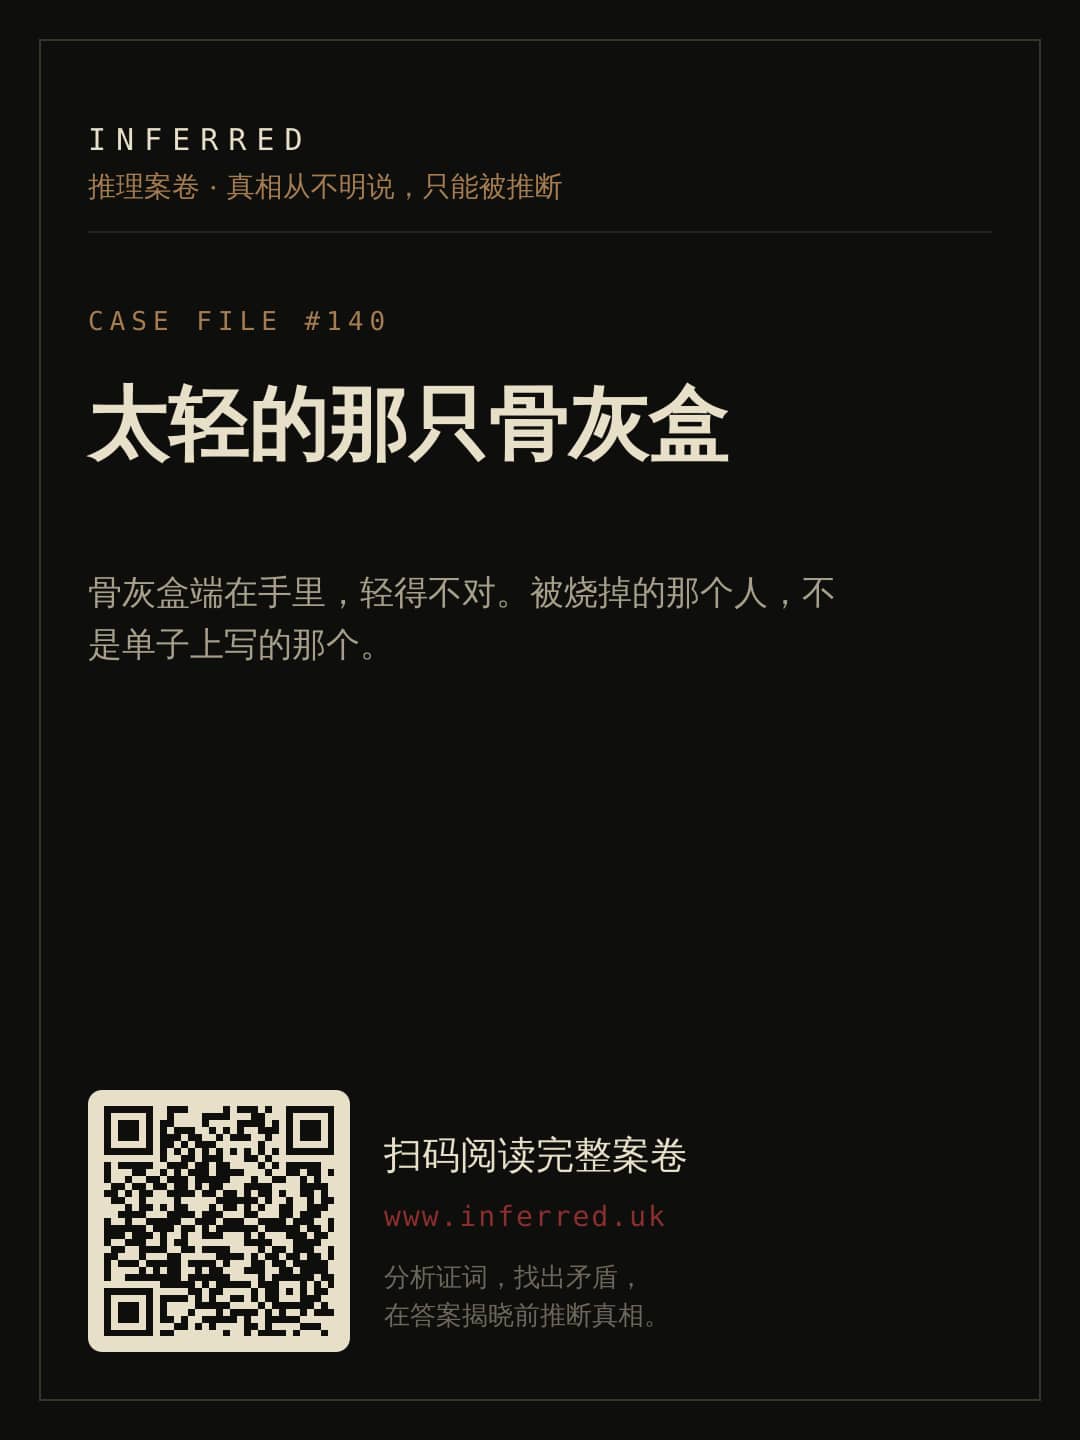 INFERRED
推理案卷 · 真相从不明说，只能被推断
CASE FILE #140
太轻的那只骨灰盒
骨灰盒端在手里，轻得不对。被烧掉的那个人，不
是单子上写的那个。
扫码阅读完整案卷
www.inferred.uk
分析证词，找出矛盾，
在答案揭晓前推断真相。